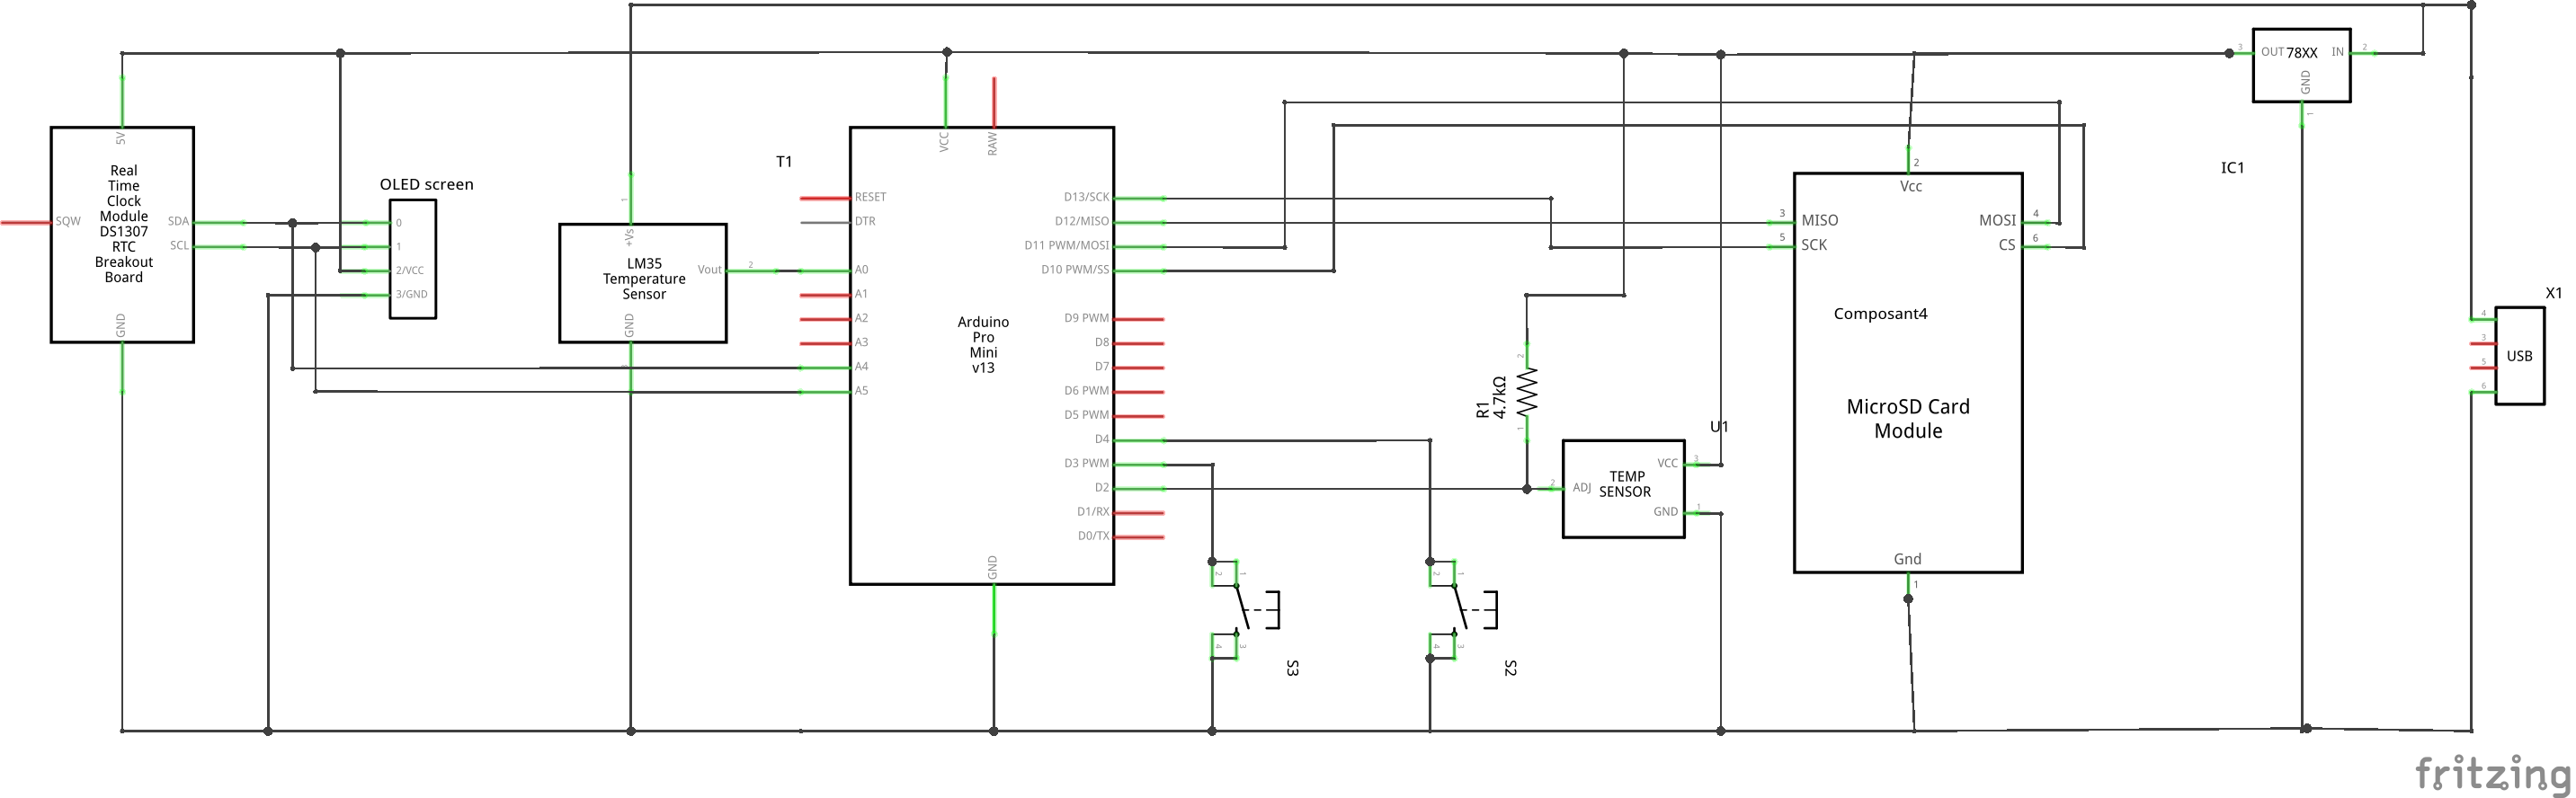 5V
Real
Time
Clock
Module
DS1307
RTC
Breakout
Board
SQW
SDA
SCL
GND
OLED screen
0
1
2/VCC
3/GND
1
+Vs
LM35
Temperature
Sensor
Vout
2
GND
T1
VCC
RAW
RESET
DTR
A0
A1
A2
A3
A4
A5
Arduino
Pro
Mini
v13
D13/SCK
D12/MISO
D11 PWM/MOSI
D10 PWM/SS
D9 PWM
D8
D7
D6 PWM
D5 PWM
D4
D3 PWM
D2
D1/RX
D0/TX
GND
2
1
4
3
S3
2
1
4
3
S2
2
R1
4.7kΩ
1
U1
2
ADJ
TEMP
SENSOR
VCC
3
GND
1
2
Vcc
3
MISO
5
SCK
MOSI
4
CS
6
Composant4
MicroSD Card
Module
Gnd
1
3
OUT
78XX
IN
2
GND
1
IC1
X1
4
3
5
6
USB
fritzing